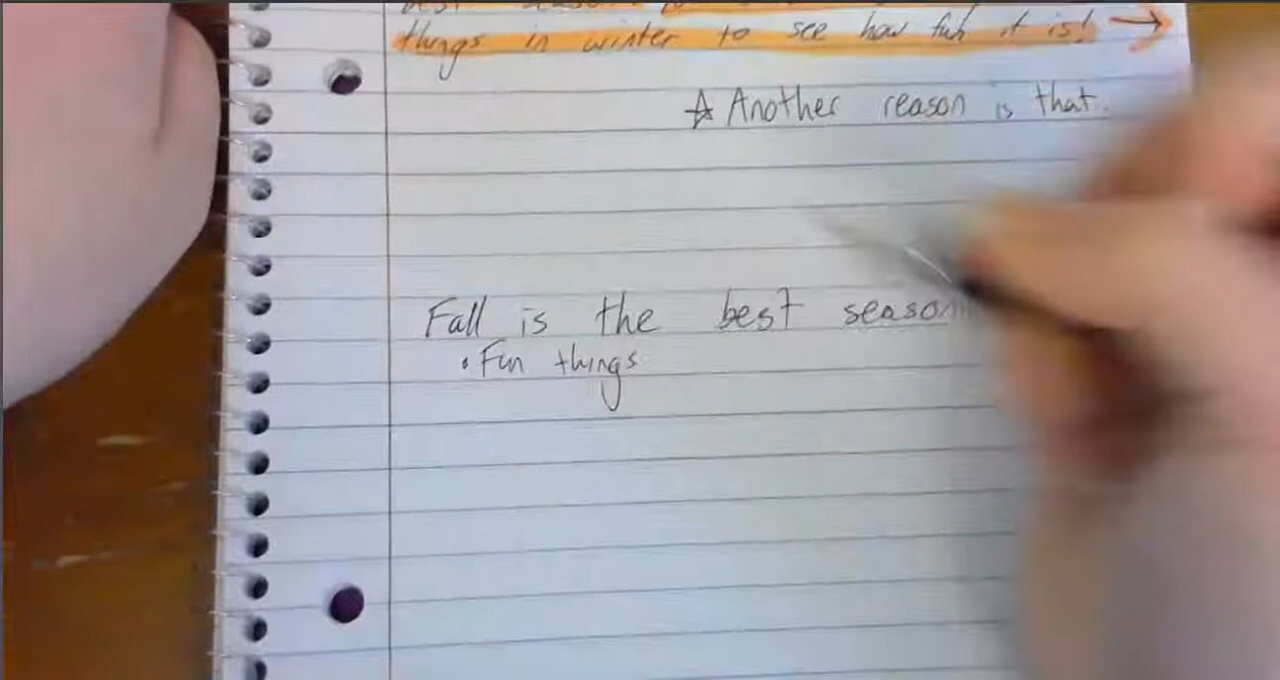 things in winter to see how fun it is! →
☆ Another reason is that
Fall is the best season
• Fun things